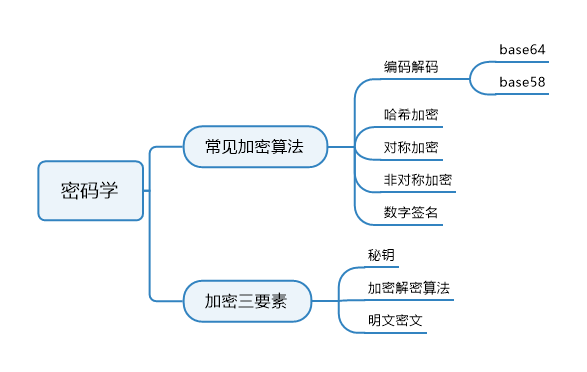 密码学
常见加密算法
编码解码
base64
base58
哈希加密
对称加密
非对称加密
数字签名
加密三要素
秘钥
加密解密算法
明文密文